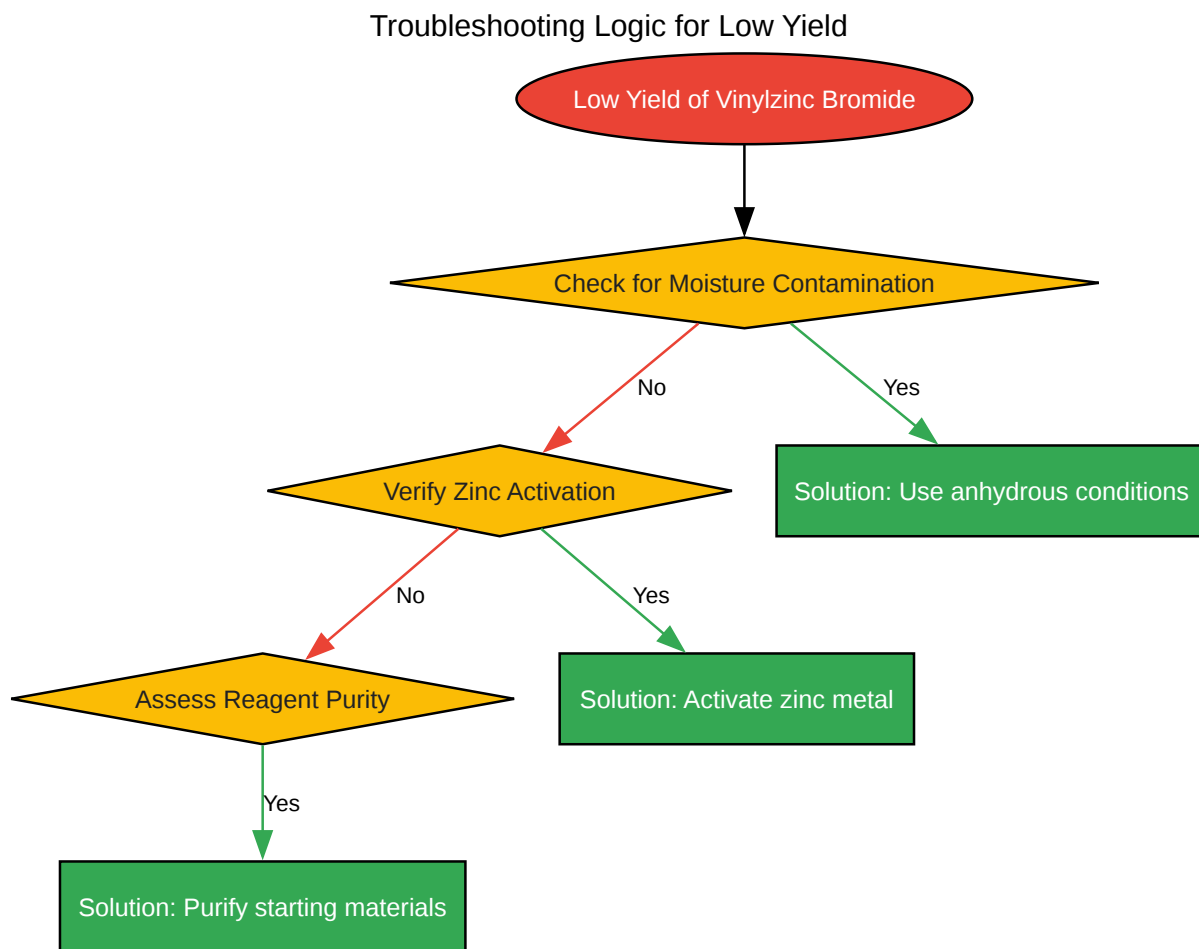 Troubleshooting Logic for Low Yield
Low Yield of Vinylzinc Bromide
Check for Moisture Contamination
No
Yes
Verify Zinc Activation
Solution: Use anhydrous conditions
No
Yes
Assess Reagent Purity
Solution: Activate zinc metal
Yes
Solution: Purify starting materials